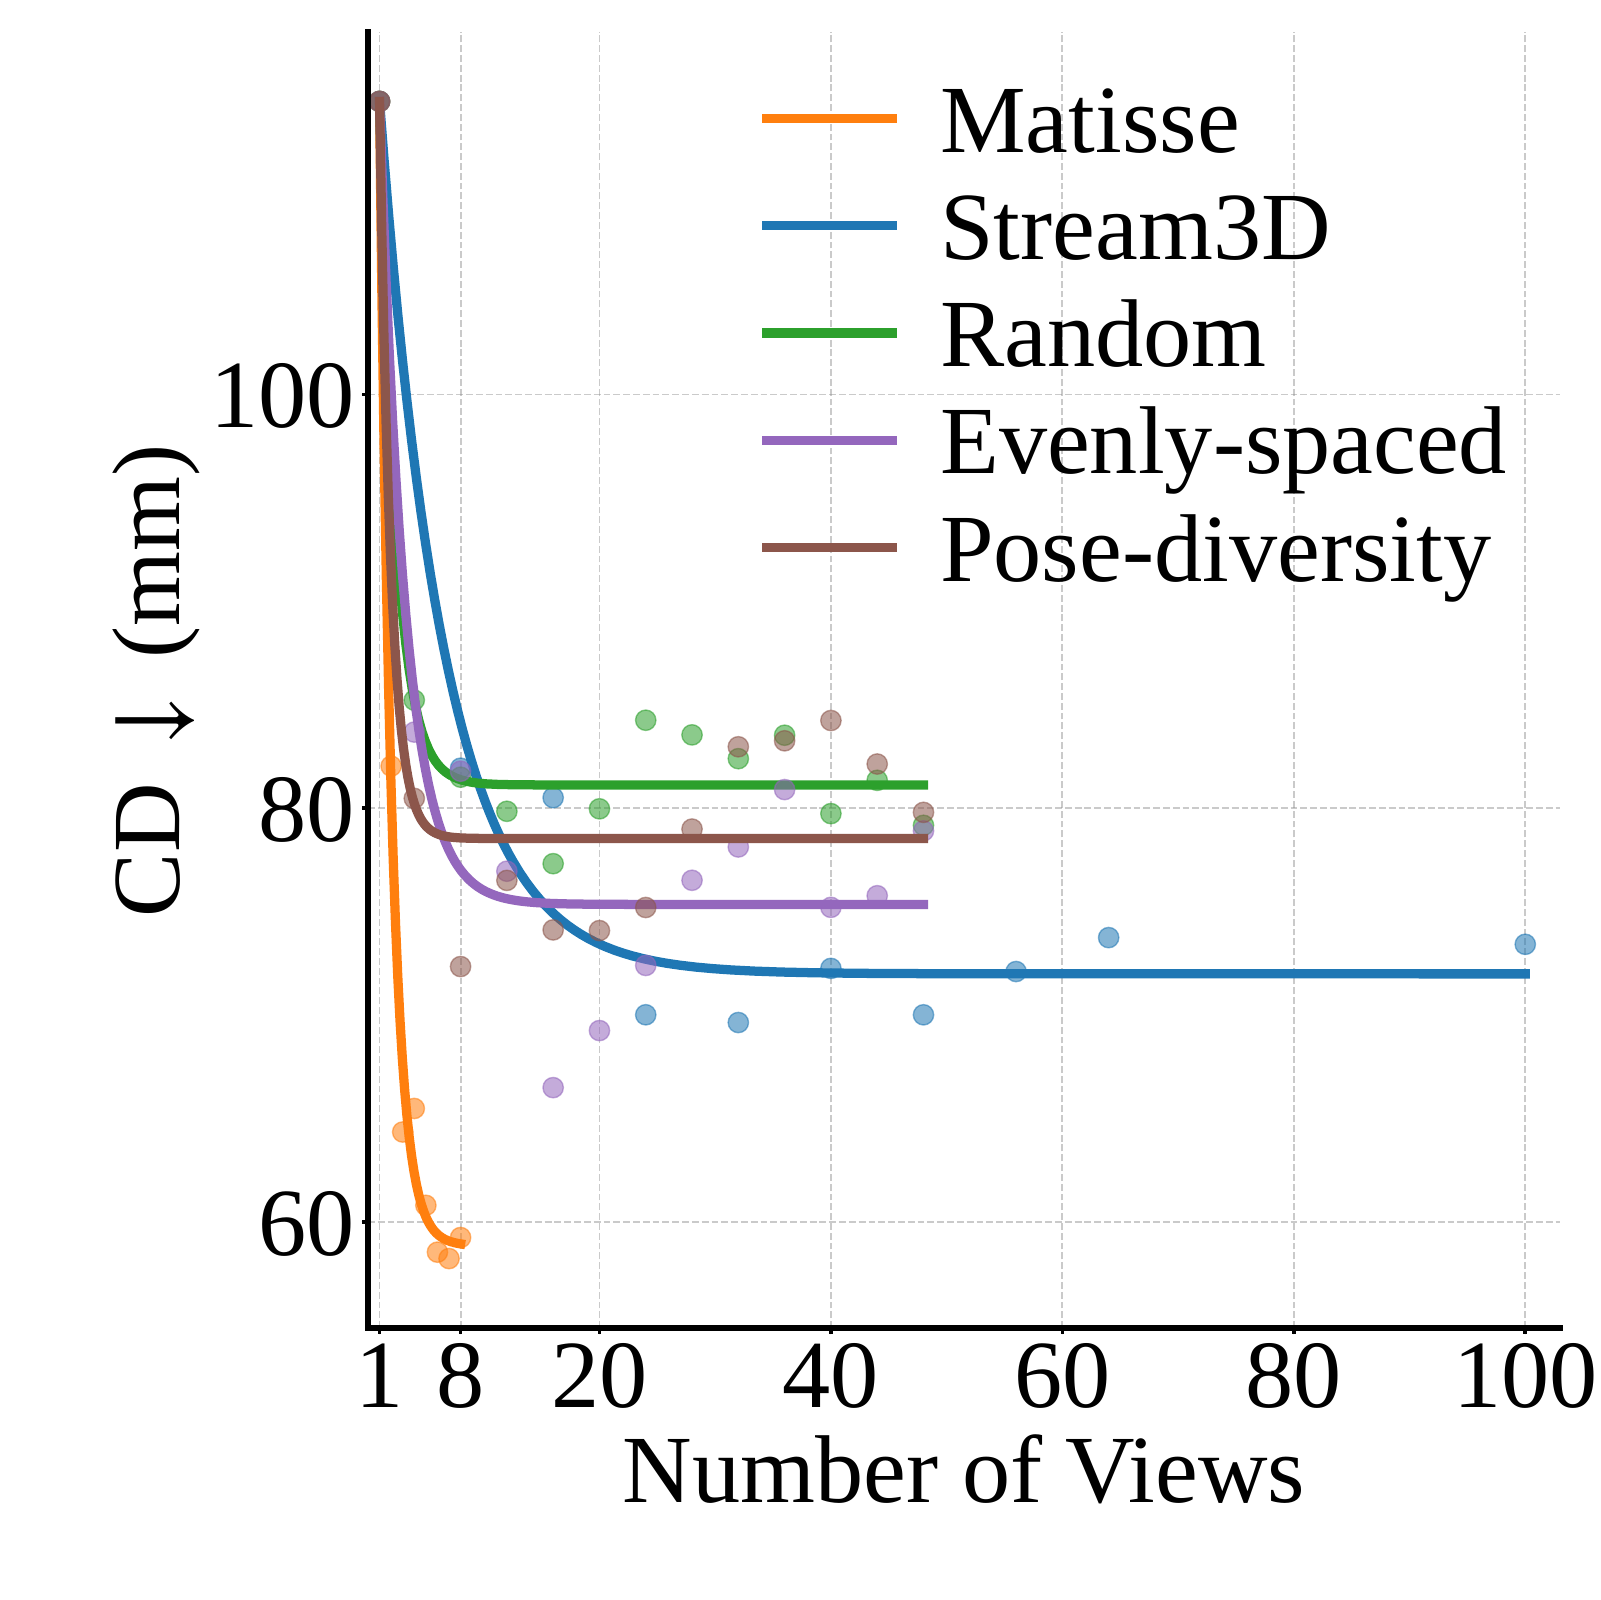 Matisse
Stream3D
Random
Evenly-spaced
Pose-diversity
CD ↓ (mm)
100
80
60
1 8 20 40 60 80 100
Number of Views